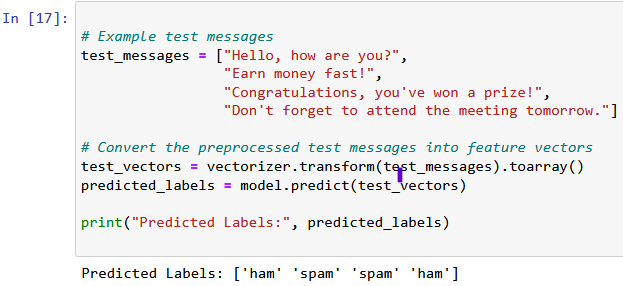 In [17]:
# Example test messages
test_messages = ["Hello, how are you?",
"Earn money fast!",
"Congratulations, you've won a prize!",
"Don't forget to attend the meeting tomorrow."]
# Convert the preprocessed test messages into feature vectors
test_vectors = vectorizer.transform(test_messages).toarray()
predicted_labels = model.predict(test_vectors)
print("Predicted Labels:", predicted_labels)
Predicted Labels: ['ham' 'spam' 'spam' 'ham']